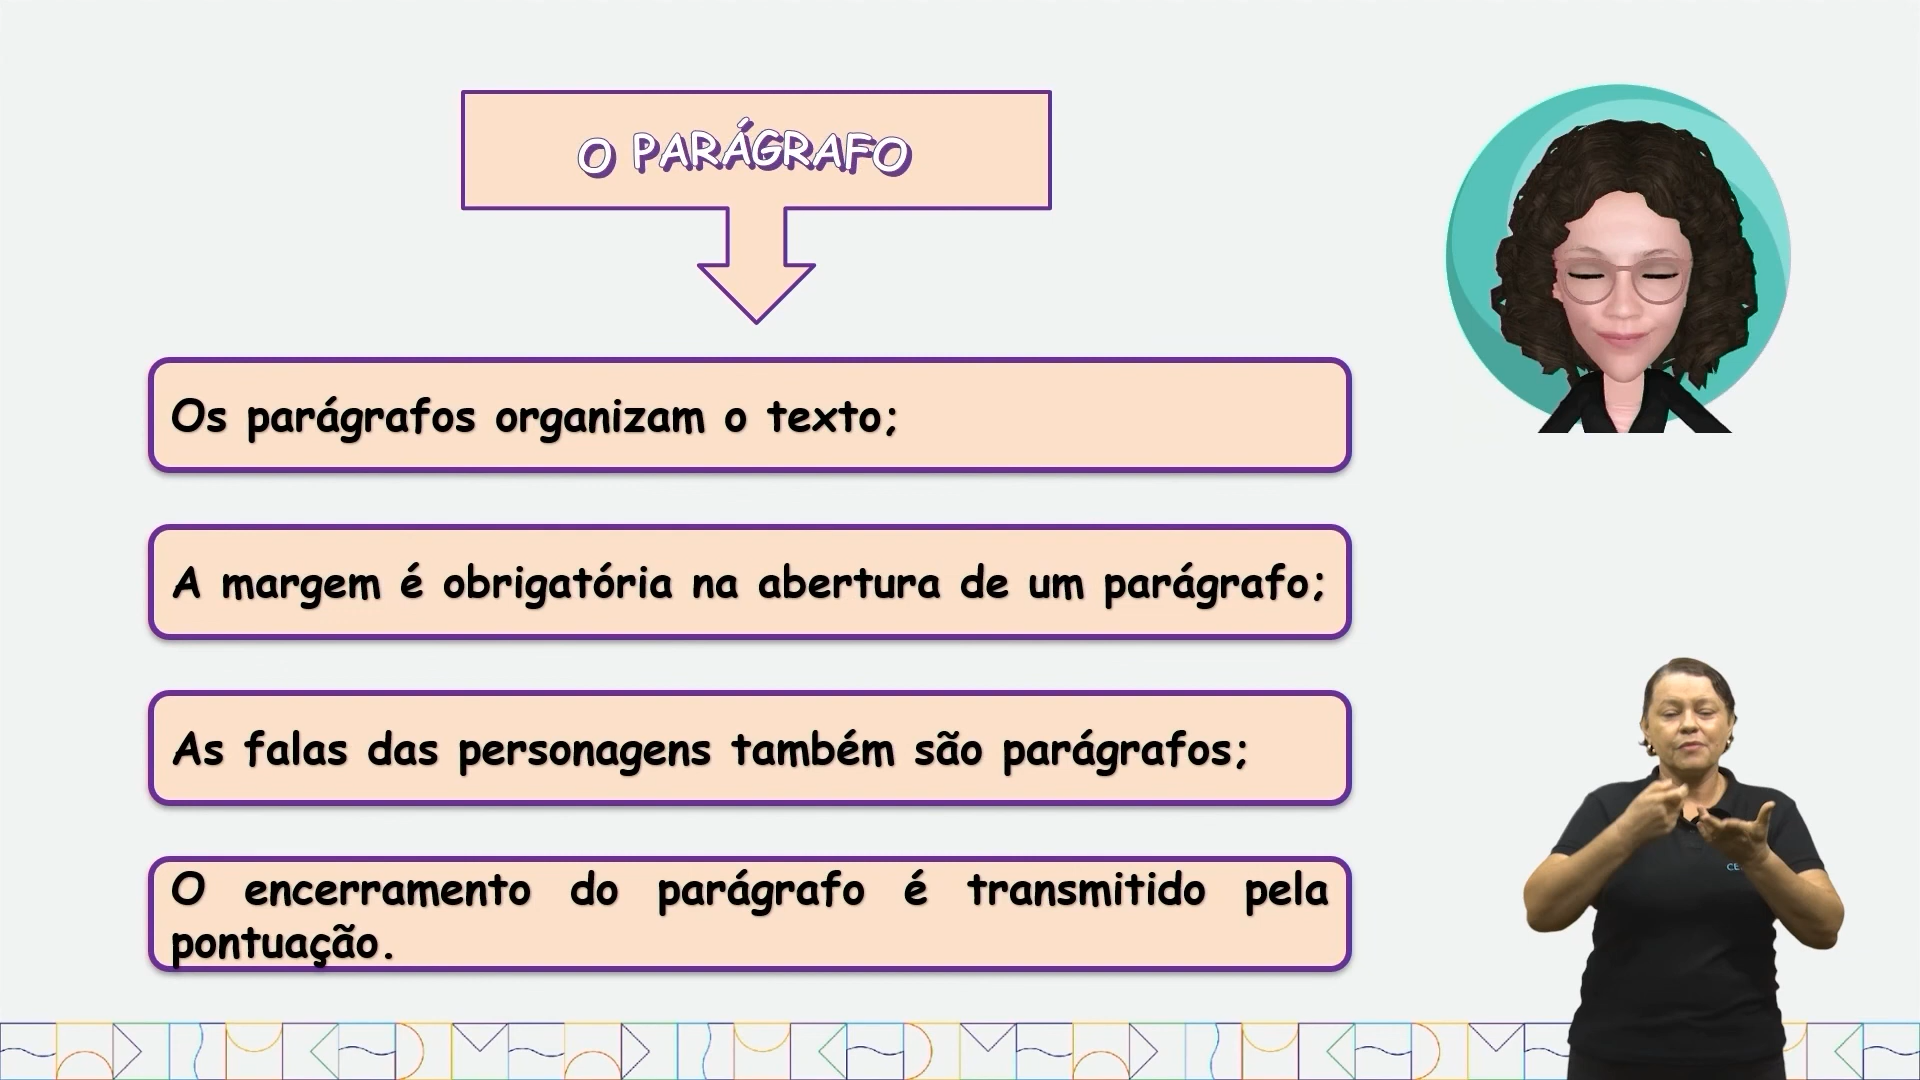 O PARÁGRAFO
Os parágrafos organizam o texto;
A margem é obrigatória na abertura de um parágrafo;
As falas das personagens também são parágrafos;
O encerramento do parágrafo é transmitido pela
pontuação.